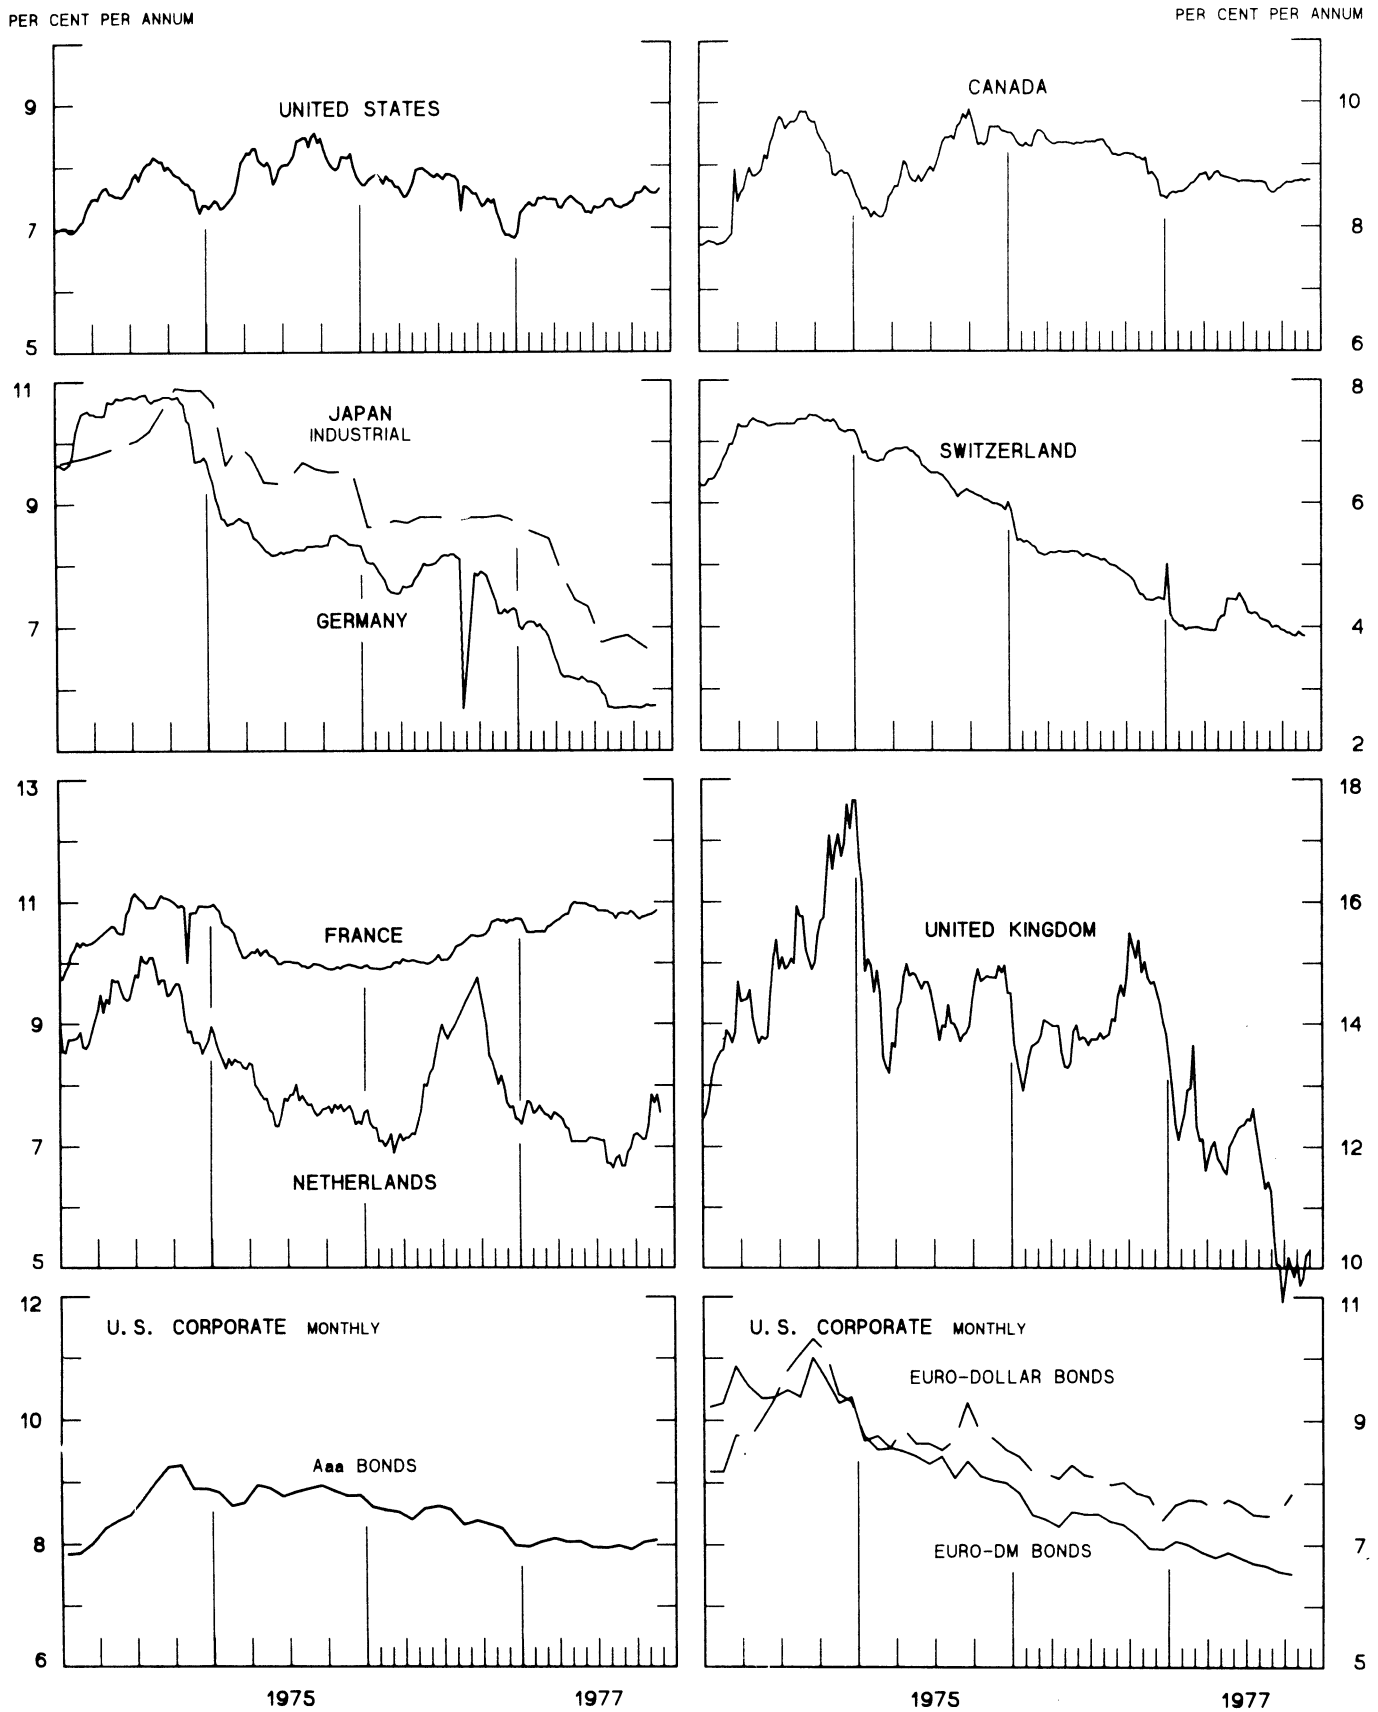 PER CENT PER ANNUM
PER CENT PER ANNUM
UNITED STATES
9
7
5
CANADA
10
8
6
JAPAN
INDUSTRIAL
GERMANY
11
9
7
SWITZERLAND
8
6
4
2
FRANCE
NETHERLANDS
13
11
9
7
5
UNITED KINGDOM
18
16
14
12
10
U.S. CORPORATE MONTHLY
Aaa BONDS
12
10
8
6
1975
1977
U.S. CORPORATE MONTHLY
EURO-DOLLAR BONDS
EURO-DM BONDS
11
9
7
5
1975
1977